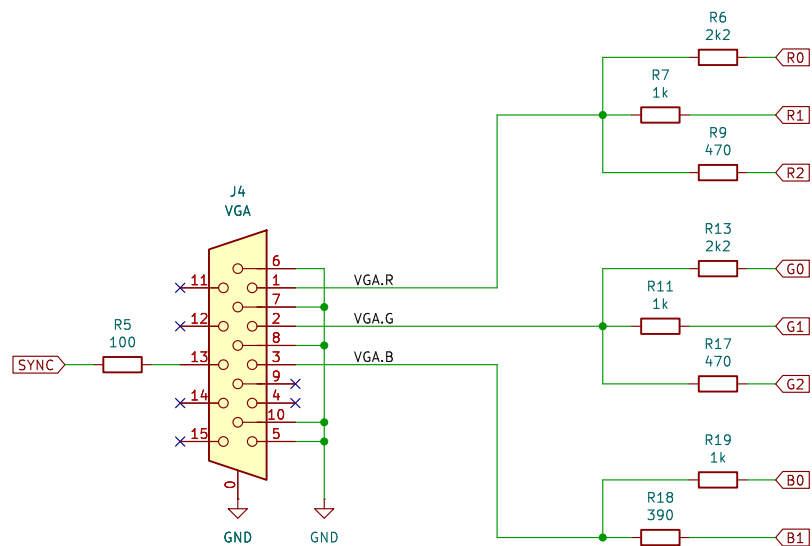 R6
2k2
R0
R7
1k
R1
R9
470
R2
J4
VGA
R13
2k2
G0
6
11
1
VGA.R
R11
1k
7
12
2
VGA.G
G1
R5
100
8
R17
470
SYNC
13
3
VGA.B
9
G2
14
4
10
15
5
R19
1k
B0
0
R18
390
GND
GND
B1